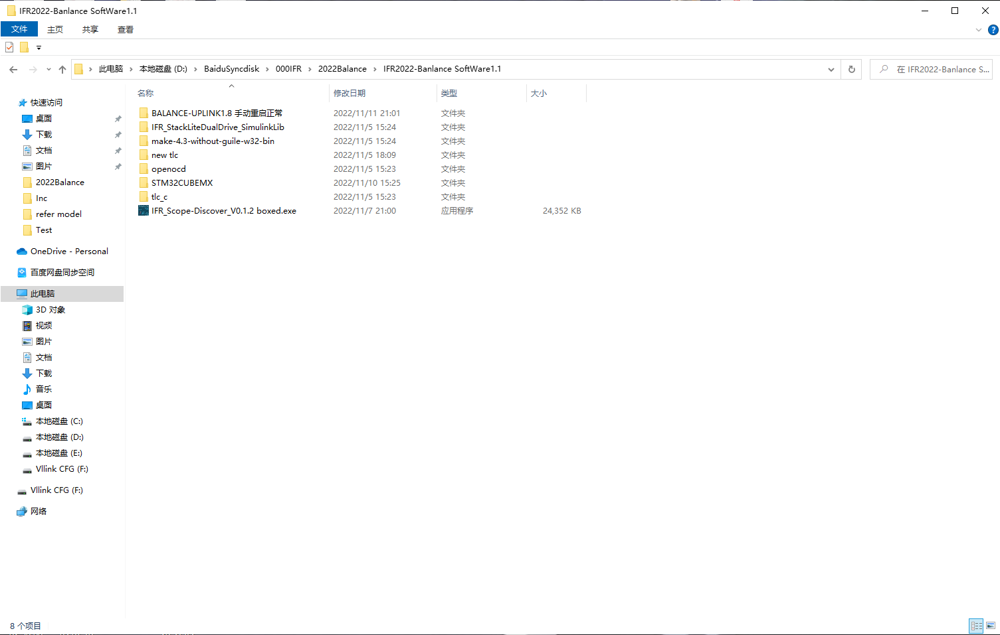 IFR2022-Banlance SoftWare1.1
文件 主页 共享 查看
此电脑 本地磁盘 (D:) BaiduSyncdisk 000IFR 2022Balance IFR2022-Banlance SoftWare1.1 在 IFR2022-Banlance S...
名称 修改日期 类型 大小
快速访问
桌面
下载
文档
图片
2022Balance
Inc
refer model
Test
OneDrive - Personal
百度网盘同步空间
此电脑
3D 对象
视频
图片
文档
下载
音乐
桌面
本地磁盘 (C:)
本地磁盘 (D:)
本地磁盘 (E:)
Vllink CFG (F:)
Vllink CFG (F:)
网络
BALANCE-UPLINK1.8 手动重启正常 2022/11/11 21:01 文件夹
IFR_StackLiteDualDrive_SimulinkLib 2022/11/5 15:24 文件夹
make-4.3-without-guile-w32-bin 2022/11/5 15:24 文件夹
new tlc 2022/11/5 18:09 文件夹
openocd 2022/11/5 15:23 文件夹
STM32CUBEMX 2022/11/10 15:25 文件夹
tlc_c 2022/11/5 15:23 文件夹
IFR_Scope-Discover_V0.1.2 boxed.exe 2022/11/7 21:00 应用程序 24,352 KB
8 个项目